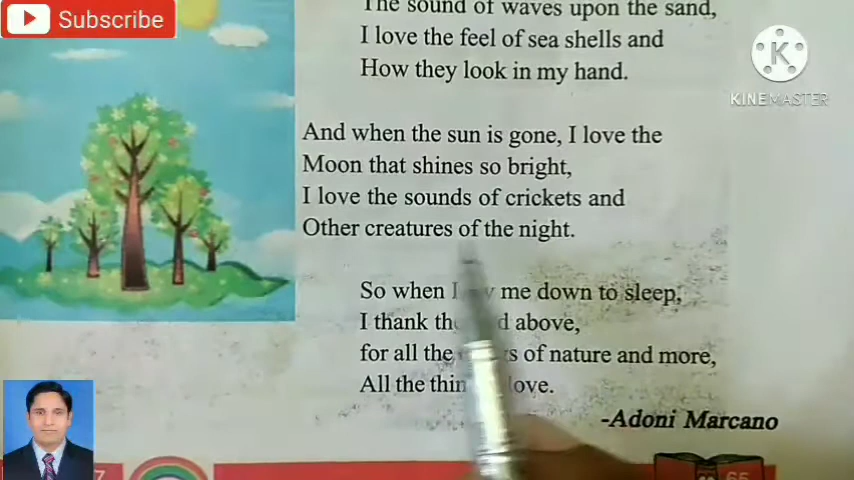 Subscribe
The sound of waves upon the sand,
I love the feel of sea shells and
How they look in my hand.
KINEMASTER
And when the sun is gone, I love the
Moon that shines so bright,
I love the sounds of crickets and
Other creatures of the night.
So when I me down to sleep,
I thank above,
for all the of nature and more,
All the love.
-Adoni Marcano
65